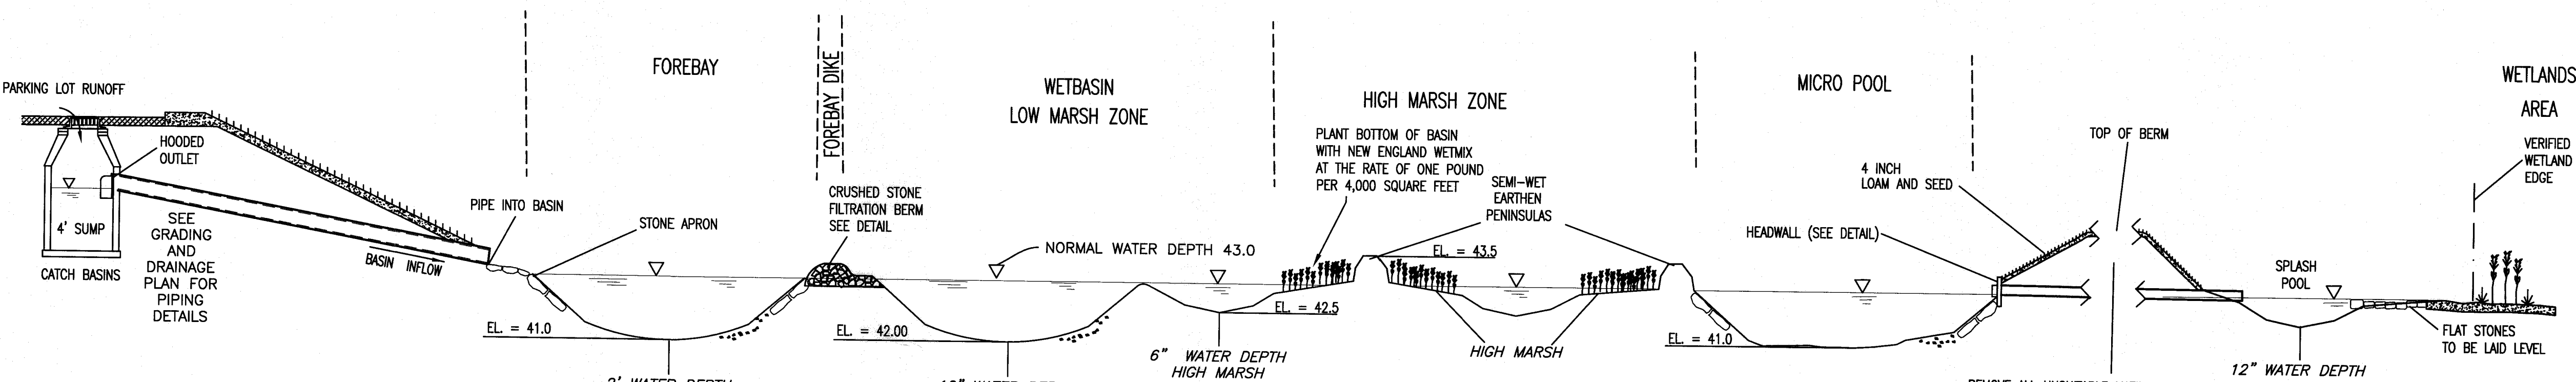 PARKING LOT RUNOFF
HOODED
OUTLET
4' SUMP
CATCH BASINS
SEE
GRADING
AND
DRAINAGE
PLAN FOR
PIPING
DETAILS
BASIN INFLOW
PIPE INTO BASIN
FOREBAY
STONE APRON
EL. = 41.0
2' WATER DEPTH
FOREBAY DIKE
CRUSHED STONE
FILTRATION BERM
SEE DETAIL
WETBASIN
LOW MARSH ZONE
NORMAL WATER DEPTH 43.0
EL. = 42.00
WATER
6" WATER DEPTH
HIGH MARSH
HIGH MARSH ZONE
PLANT BOTTOM OF BASIN
WITH NEW ENGLAND WETMIX
AT THE RATE OF ONE POUND
PER 4,000 SQUARE FEET
SEMI-WET
EARTHEN
PENINSULAS
EL. = 43.5
EL. = 42.5
HIGH MARSH
MICRO POOL
4 INCH
LOAM AND SEED
HEADWALL (SEE DETAIL)
EL. = 41.0
TOP OF BERM
SPLASH
POOL
12" WATER DEPTH
WETLANDS
AREA
VERIFIED
WETLAND
EDGE
FLAT STONES
TO BE LAID LEVEL